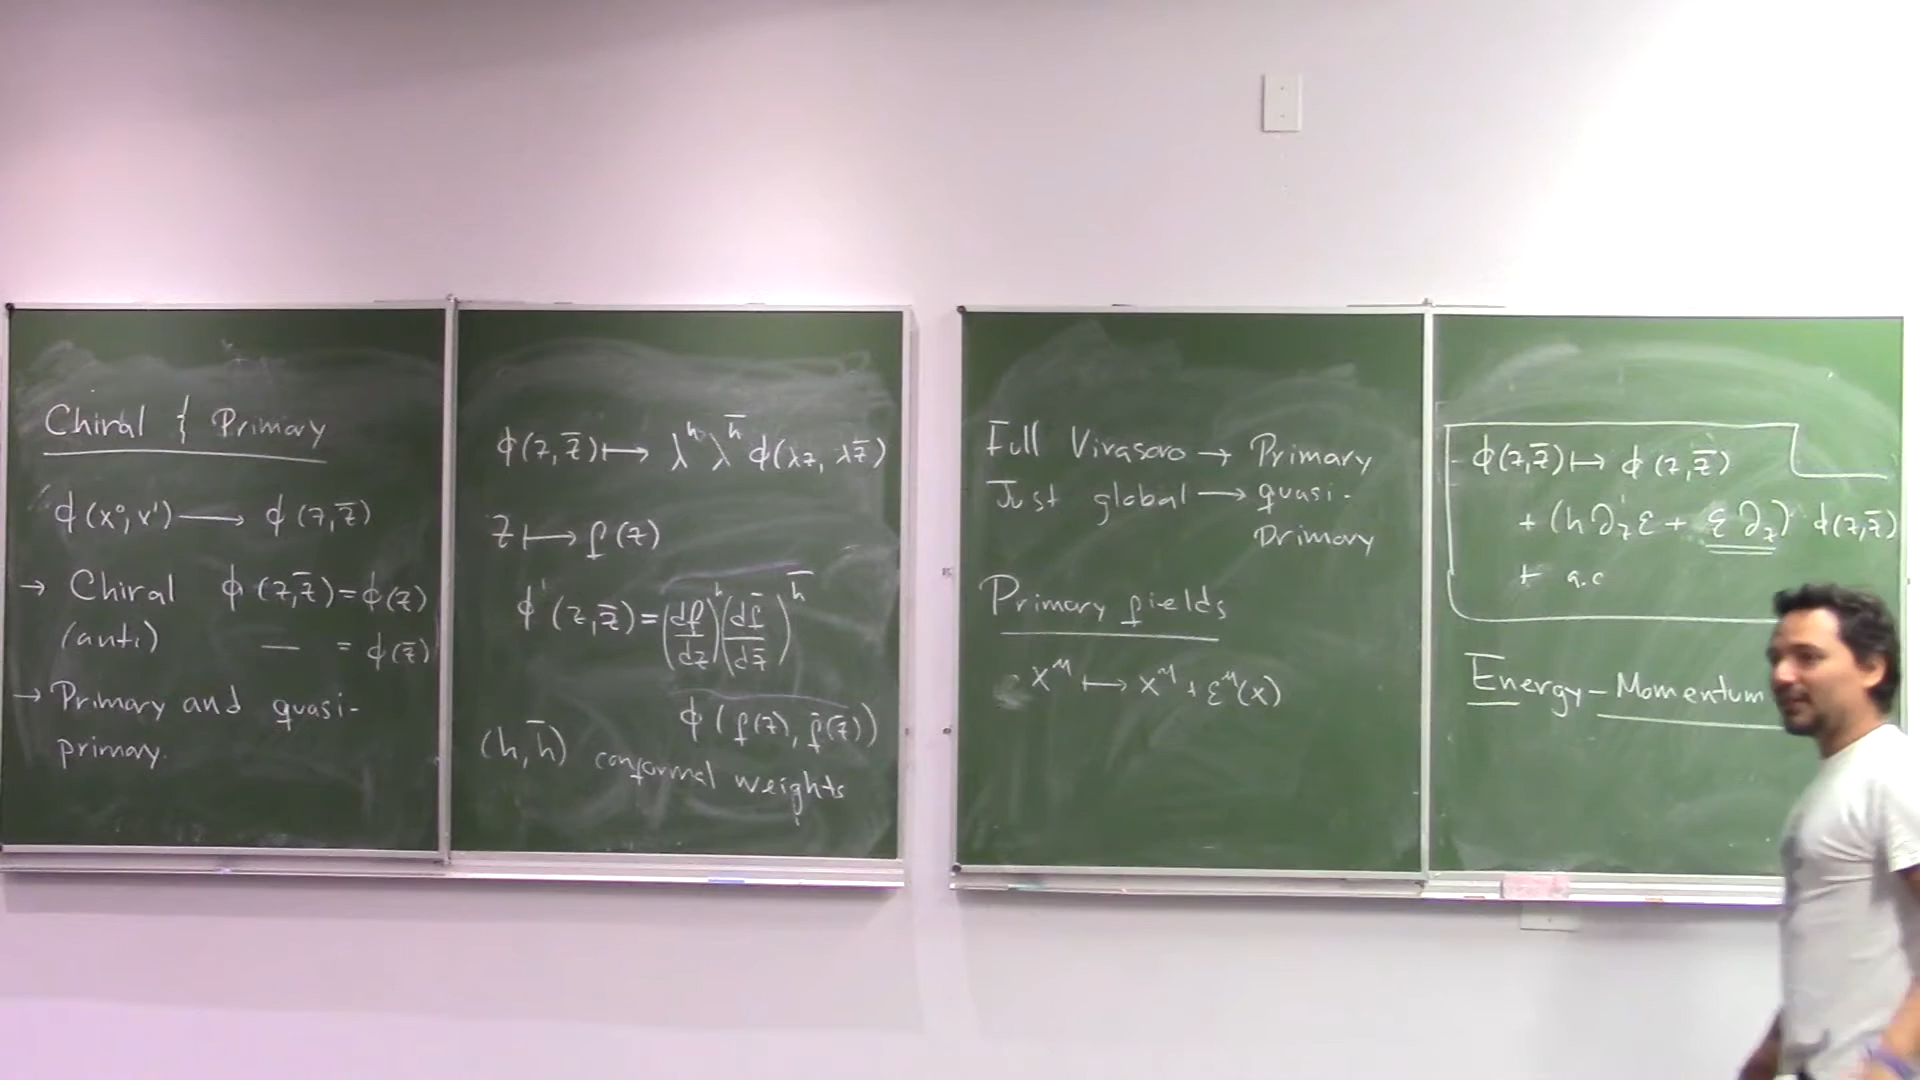 Chiral & Primary
ϕ(x⁰,x¹) ⟶ ϕ(z,z̄)
→ Chiral ϕ(z,z̄)=ϕ(z)
(anti) — = ϕ(z̄)
→ Primary and quasi-
primary.
ϕ(z,z̄) ⟼ λ^h λ^h̄ ϕ(λz, λz̄)
z ⟼ f(z)
ϕ'(z,z̄)=(df/dz)^h (df̄/dz̄)^h̄
ϕ(f(z), f̄(z̄))
(h,h̄) conformal weights
Full Virasoro → Primary
Just global → quasi-
Primary
Primary fields
x^μ ⟼ x^μ + ε^μ(x)
ϕ(z,z̄) ⟼ ϕ(z,z̄)
+ (h∂_z ε + ε∂_z) ϕ(z,z̄)
+ a.c
Energy-Momentum